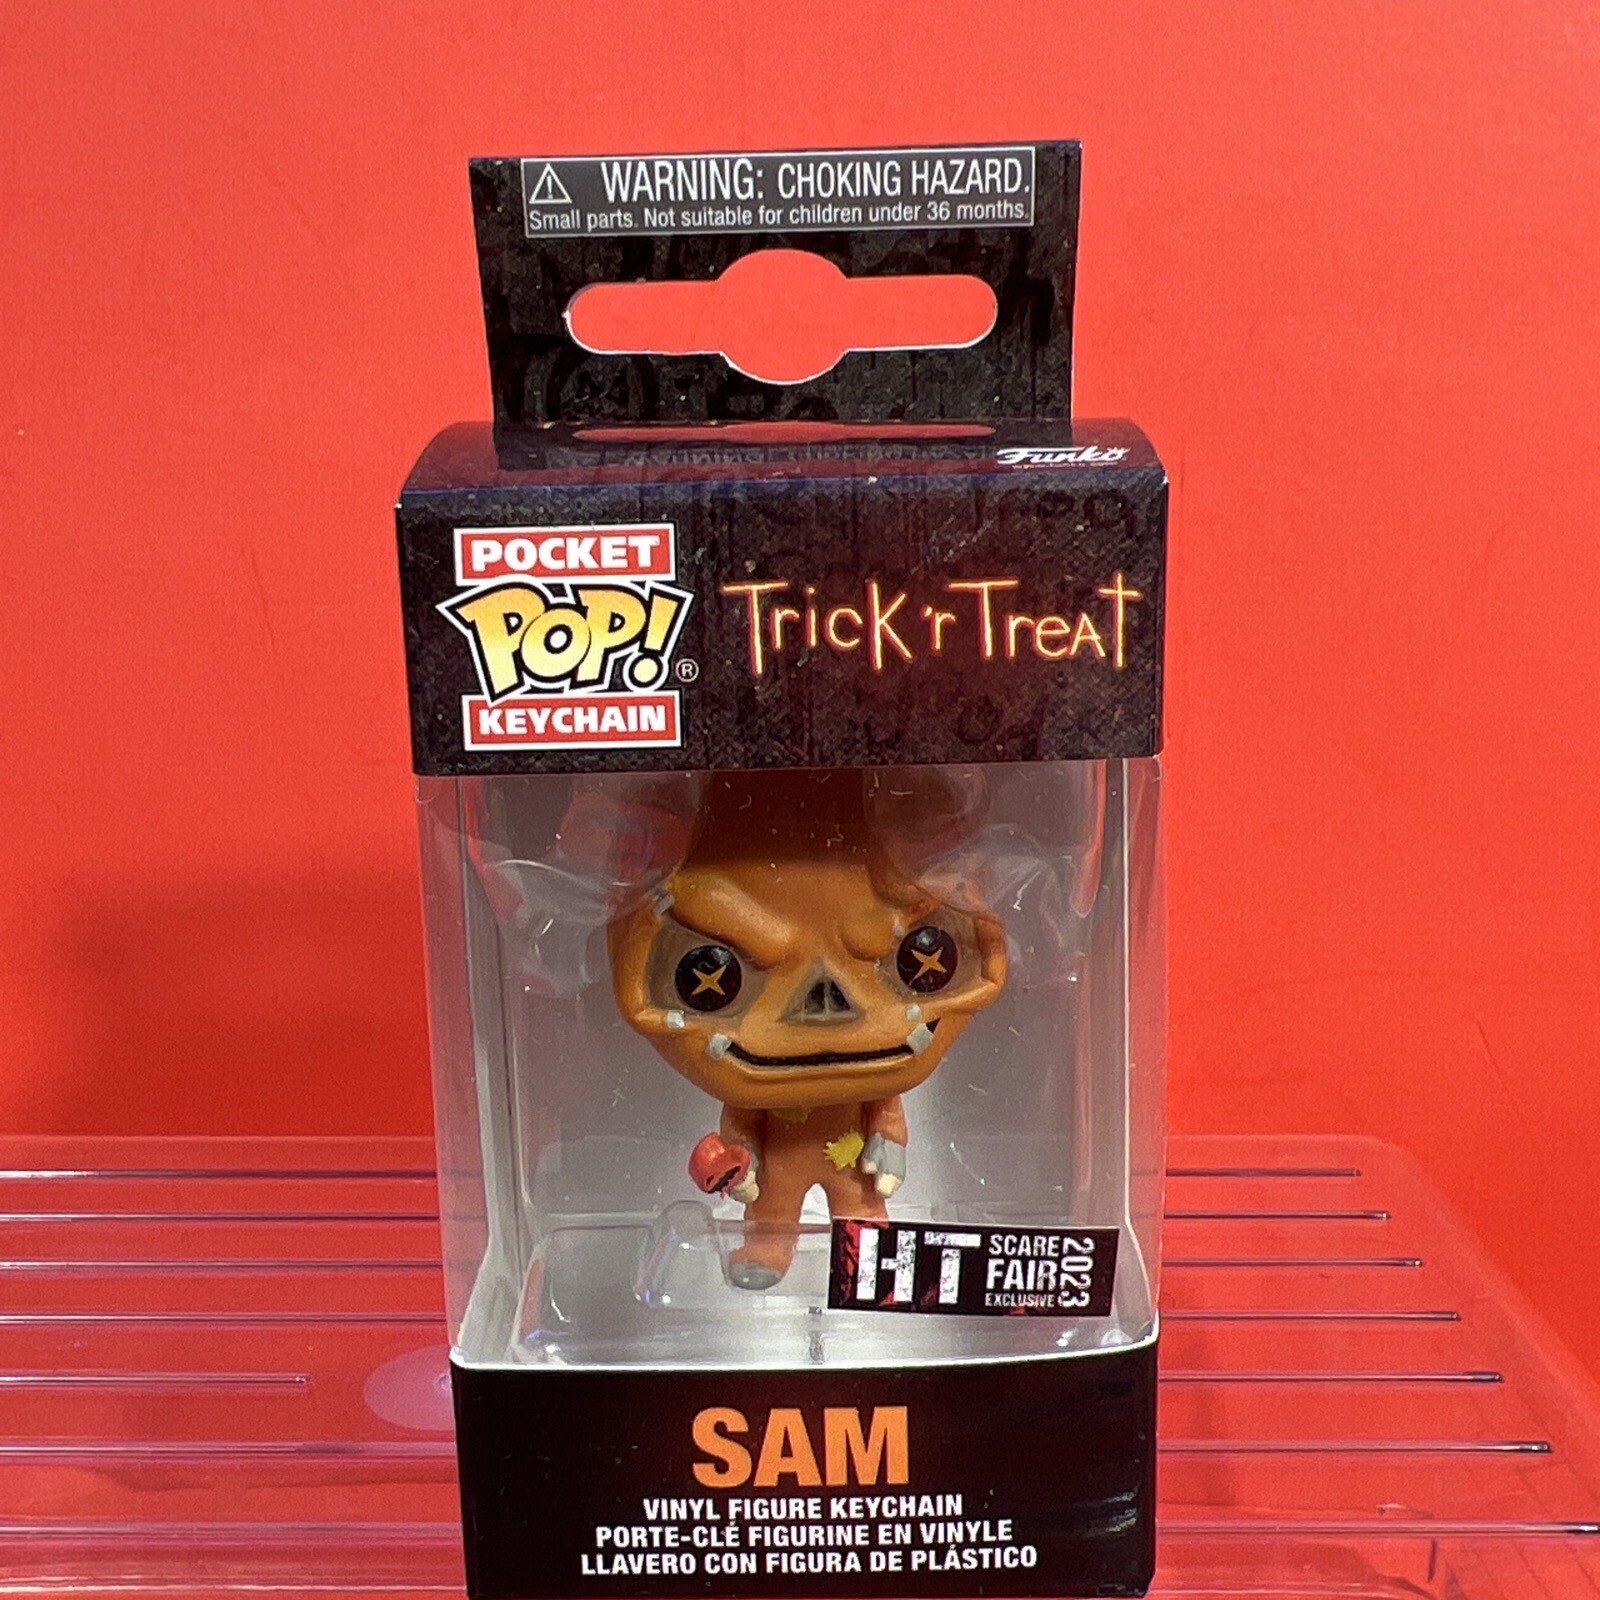 WARNING: CHOKING HAZARD.
Small parts. Not suitable for children under 36 months.
Funko
POCKET
POP! ®
KEYCHAIN
Trick 'r Treat
HT
SCARE
FAIR
EXCLUSIVE
2023
SAM
VINYL FIGURE KEYCHAIN
PORTE-CLÉ FIGURINE EN VINYLE
LLAVERO CON FIGURA DE PLÁSTICO